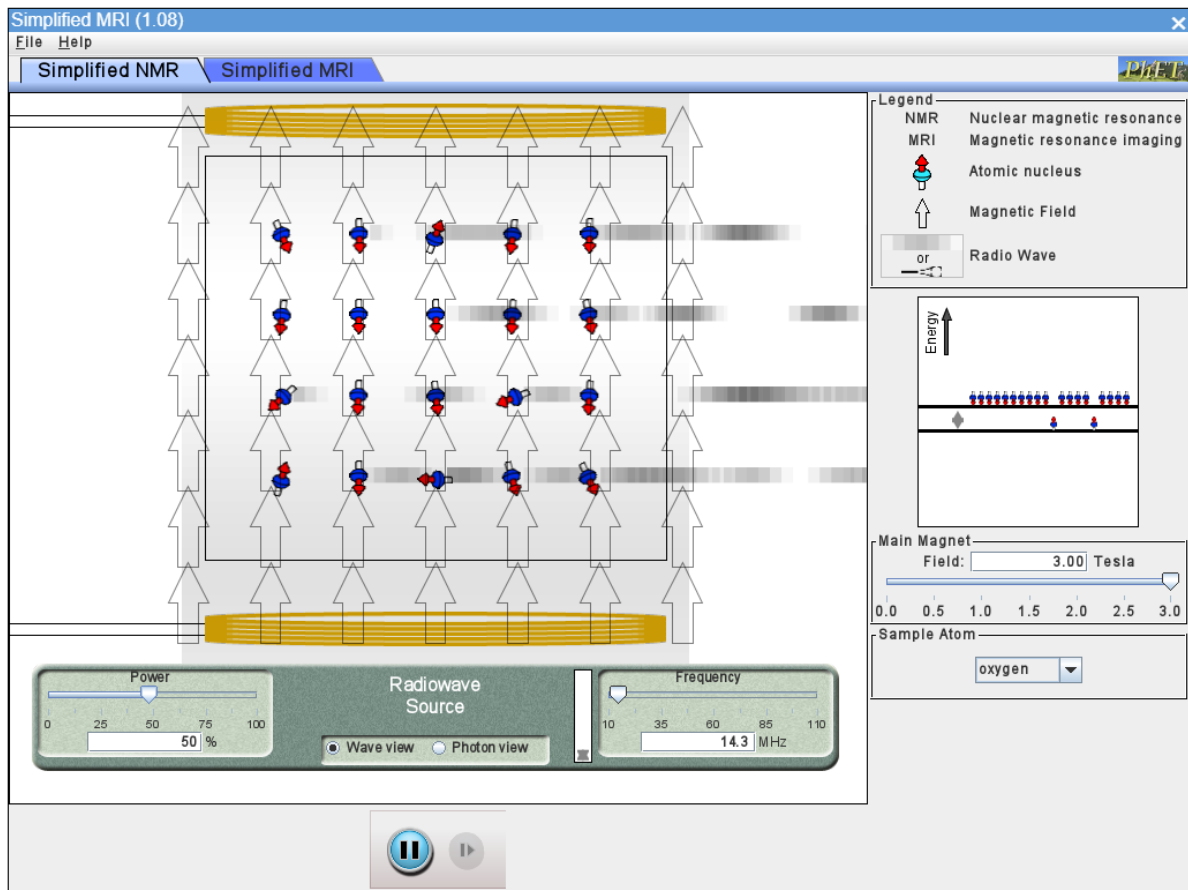 Simplified MRI (1.08)
File Help
Simplified NMR Simplified MRI
PhET
Legend
NMR Nuclear magnetic resonance
MRI Magnetic resonance imaging
Atomic nucleus
Magnetic Field
or
Radio Wave
Energy
Main Magnet
Field: 3.00 Tesla
0.0 0.5 1.0 1.5 2.0 2.5 3.0
Sample Atom
oxygen
Power
0 25 50 75 100
50 %
Radiowave
Source
Wave view Photon view
Frequency
10 35 60 85 110
14.3 MHz